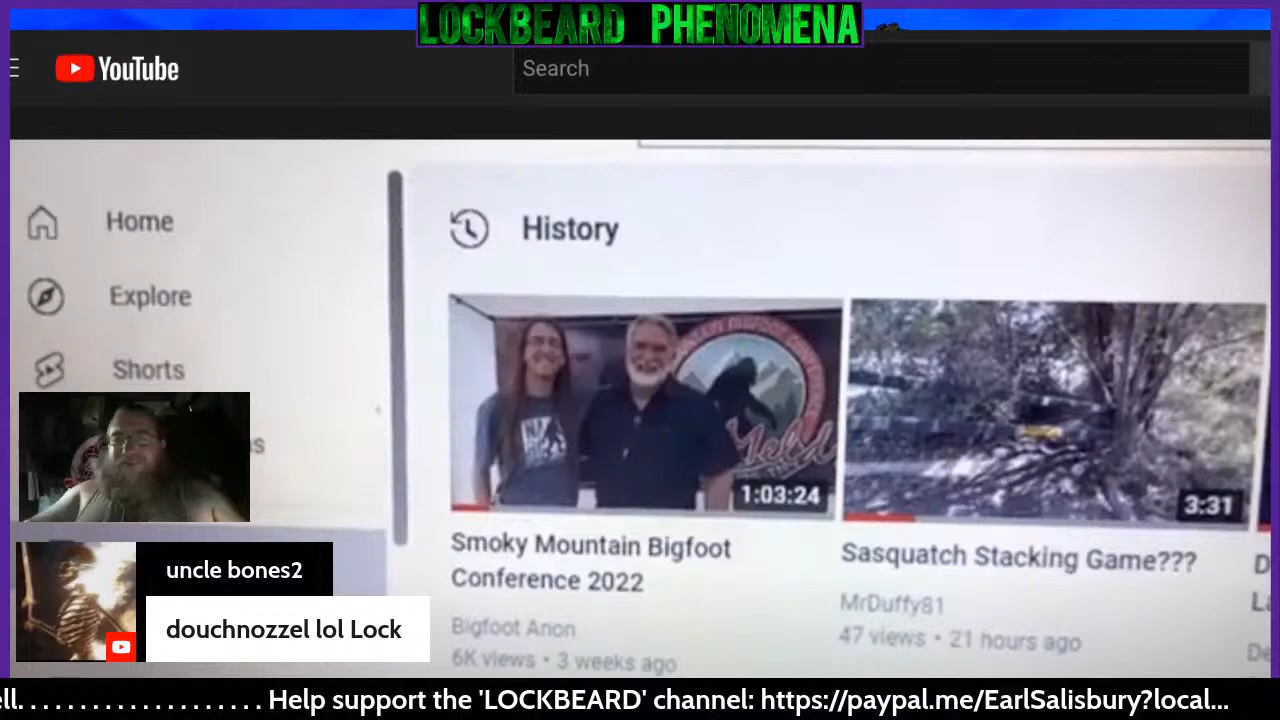 LOCKBEARD PHENOMENA
YouTube
Search
Home
Explore
Shorts
History
1:03:24
3:31
Smoky Mountain Bigfoot
Conference 2022
Bigfoot Anon
6K views • 3 weeks ago
Sasquatch Stacking Game???
MrDuffy81
47 views • 21 hours ago
uncle bones2
douchnozzel lol Lock
ell. . . . . . . . . . . . . . . . . . . . Help support the 'LOCKBEARD' channel: https://paypal.me/EarlSalisbury?local...